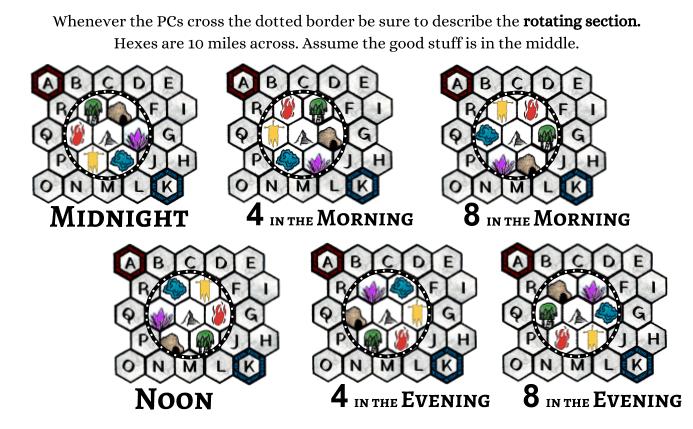 Whenever the PCs cross the dotted border be sure to describe the rotating section.
Hexes are 10 miles across. Assume the good stuff is in the middle.
A B C D E
R F I
Q G
P J H
O N M L K
MIDNIGHT
A B C D E
R F I
Q G
P J H
O N M L K
4 IN THE MORNING
A B C D E
R F I
Q G
P J H
O N M L K
8 IN THE MORNING
A B C D E
R F I
Q G
P J H
O N M L K
NOON
A B C D E
R F I
Q G
P J H
O N M L K
4 IN THE EVENING
A B C D E
R F I
Q G
P J H
O N M L K
8 IN THE EVENING